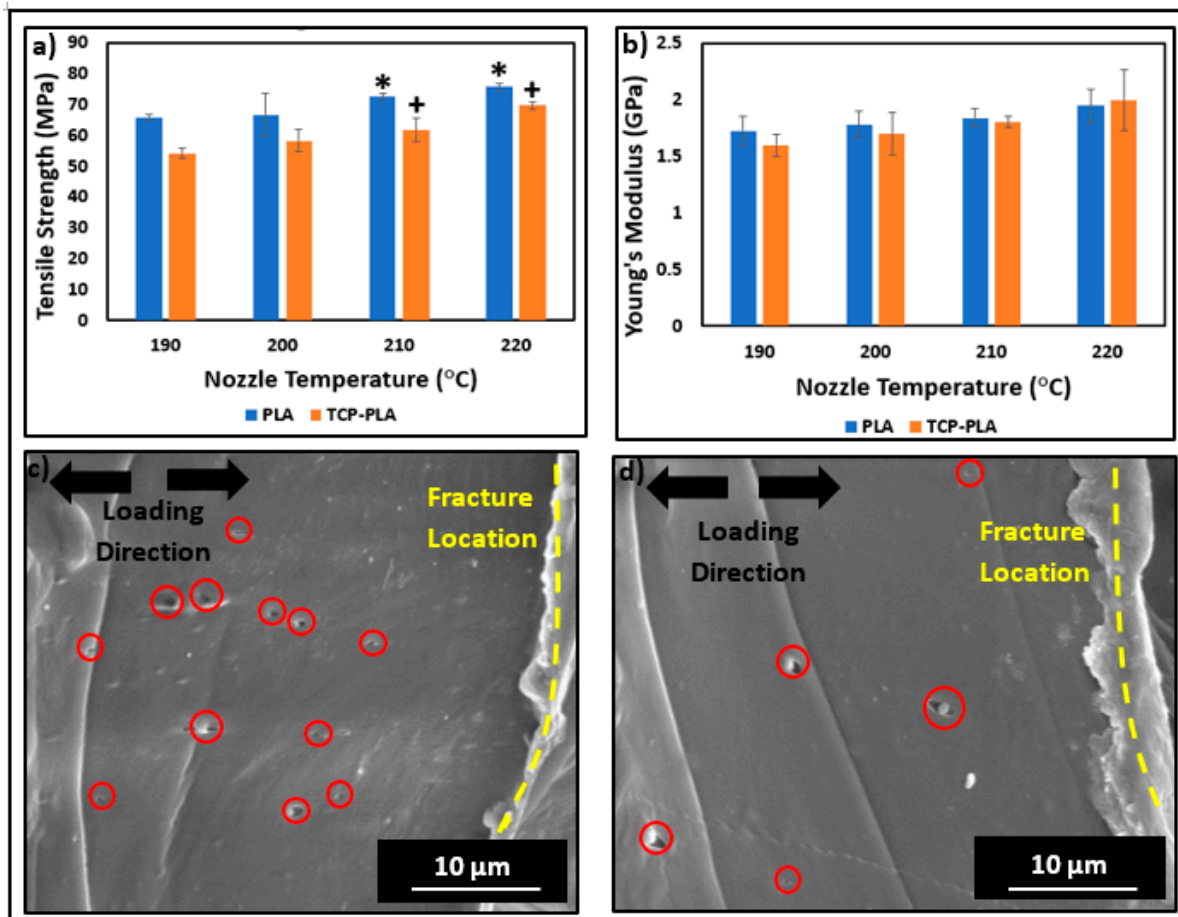 a)
Tensile Strength (MPa)
90
80
70
60
50
40
30
20
10
0
* *
+ +
190 200 210 220
Nozzle Temperature (°C)
PLA TCP-PLA
b)
Young's Modulus (GPa)
2.5
2
1.5
1
0.5
0
190 200 210 220
Nozzle Temperature (°C)
PLA TCP-PLA
c)
Loading
Direction
Fracture
Location
10 µm
d)
Loading
Direction
Fracture
Location
10 µm